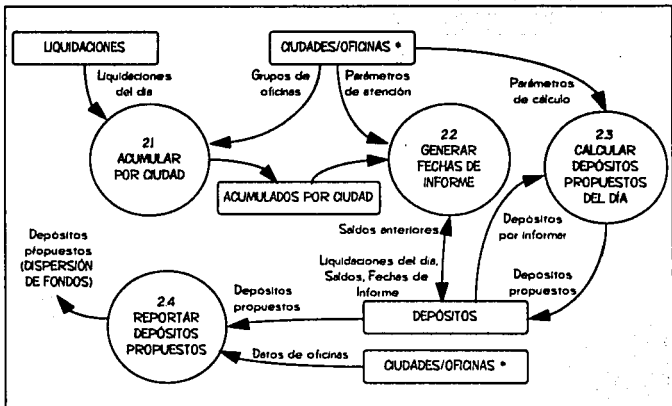 LIQUIDACIONES
CIUDADES/OFICINAS *
Liquidaciones
del día
Grupos de
oficinas
Parámetros
de atención
Parámetros
de cálculo
2.1
ACUMULAR
POR CIUDAD
2.2
GENERAR
FECHAS DE
INFORME
2.3
CALCULAR
DEPÓSITOS
PROPUESTOS
DEL DÍA
ACUMULADOS POR CIUDAD
Saldos anteriores
Depósitos
por informar
Depósitos
propuestos
(DISPERSIÓN
DE FONDOS)
Liquidaciones del día,
Saldos, Fechas de
Informe
Depósitos
propuestos
2.4
REPORTAR
DEPÓSITOS
PROPUESTOS
Depósitos
propuestos
DEPÓSITOS
Datos de oficinas
CIUDADES/OFICINAS *